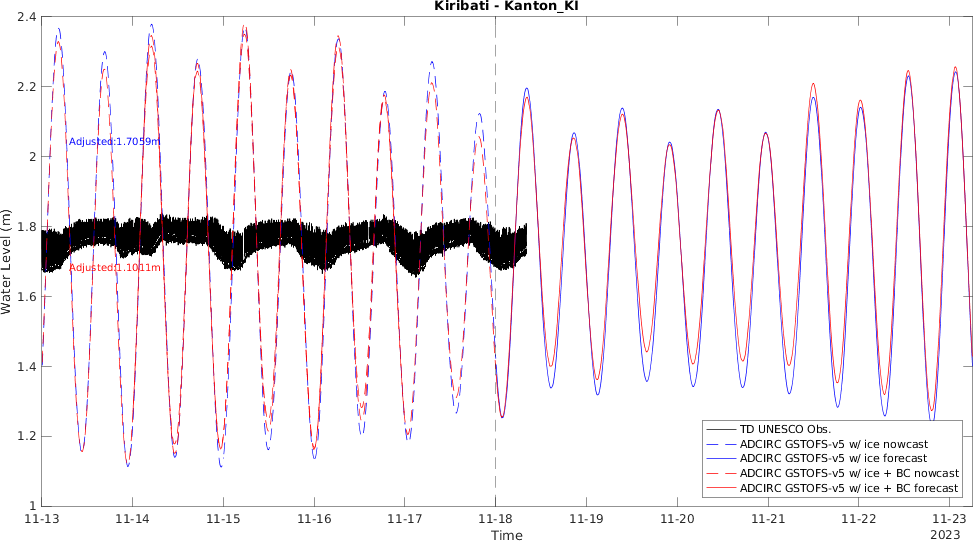 Kiribati - Kanton_KI
2.4
2.2
2
1.8
1.6
1.4
1.2
1
Water Level (m)
Adjusted:1.7059m
Adjusted:1.1011m
TD UNESCO Obs.
ADCIRC GSTOFS-v5 w/ ice nowcast
ADCIRC GSTOFS-v5 w/ ice forecast
ADCIRC GSTOFS-v5 w/ ice + BC nowcast
ADCIRC GSTOFS-v5 w/ ice + BC forecast
11-13 11-14 11-15 11-16 11-17 11-18 11-19 11-20 11-21 11-22 11-23
Time
2023